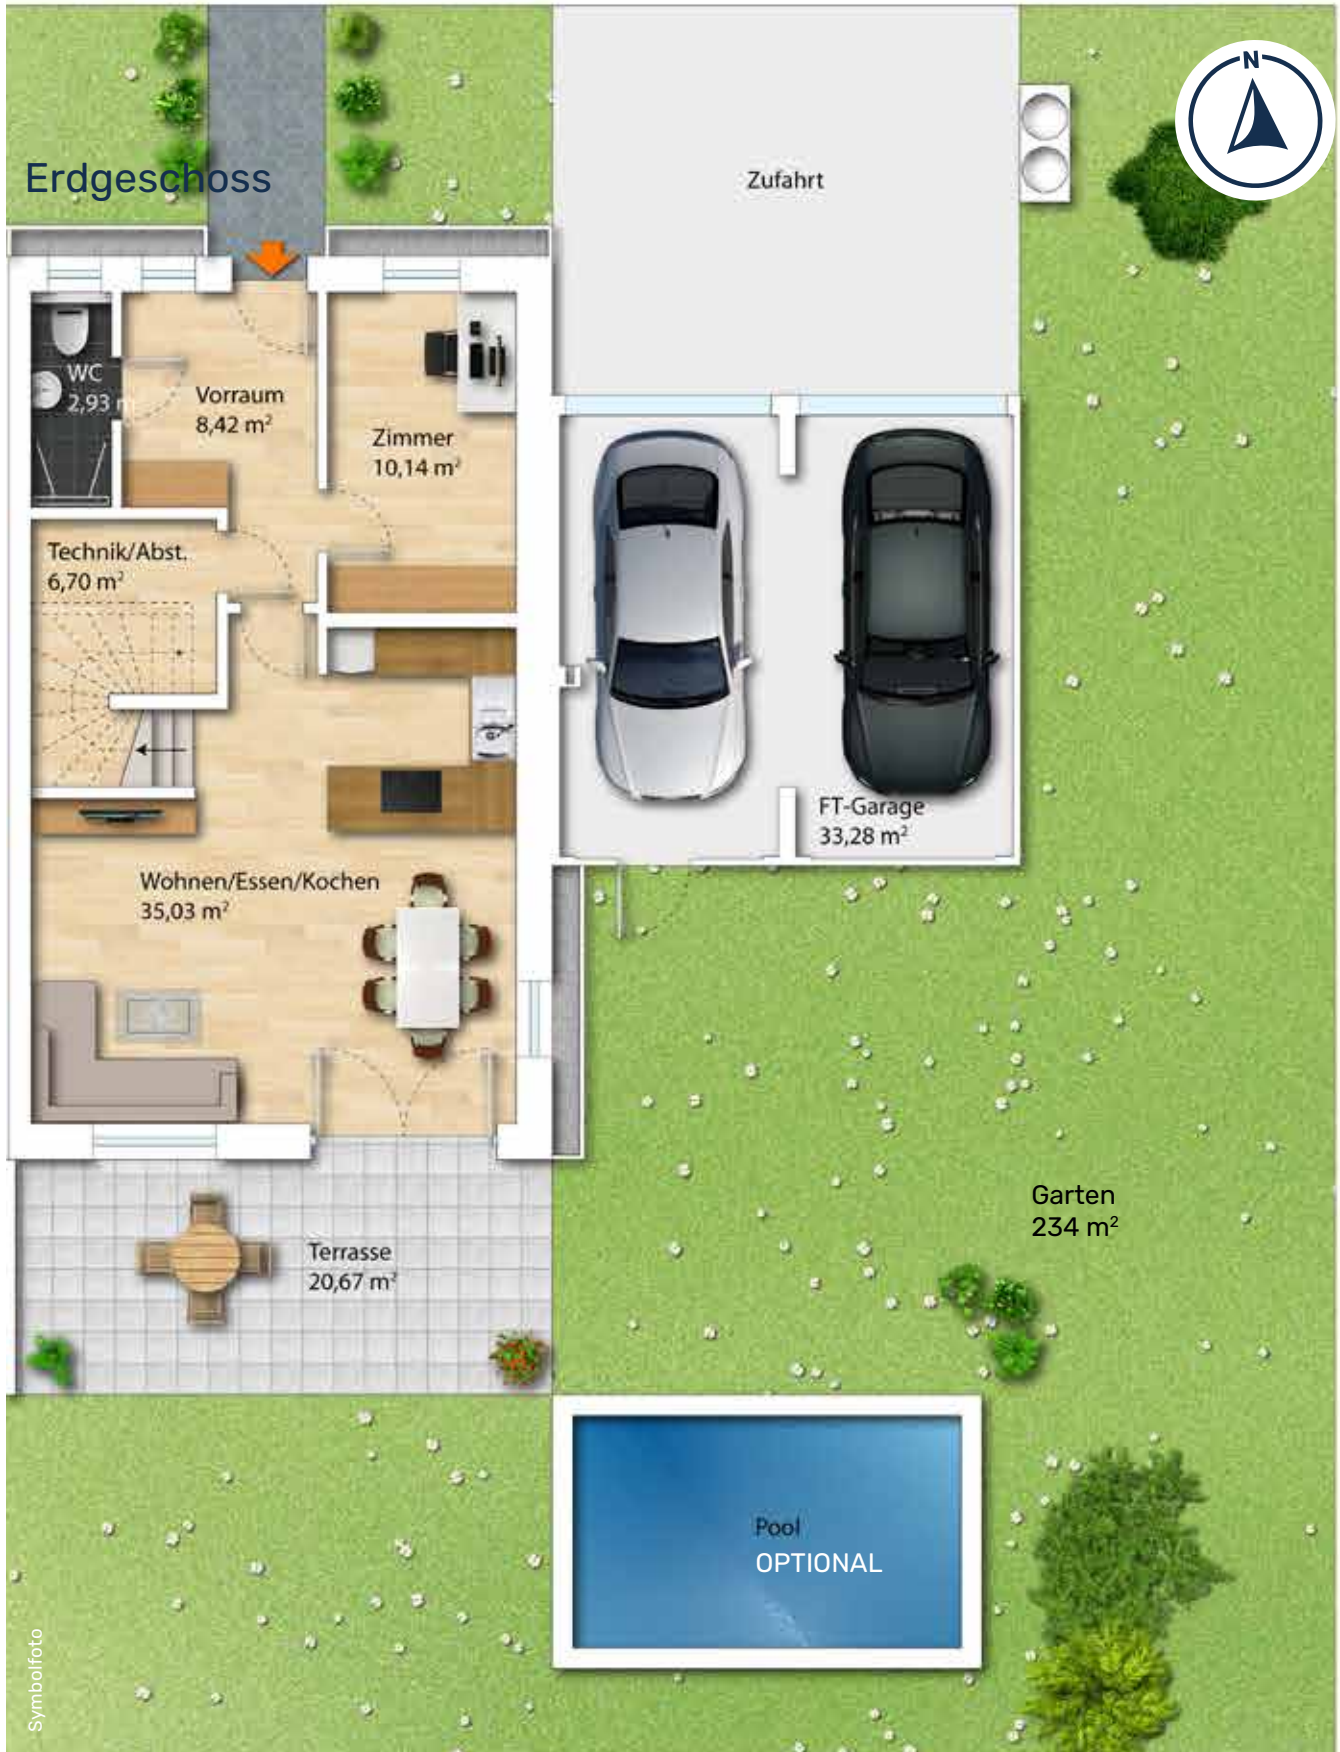 N
Erdgeschoss
Zufahrt
WC
2,93 m
Vorraum
8,42 m²
Zimmer
10,14 m²
Technik/Abst.
6,70 m²
FT-Garage
33,28 m²
Wohnen/Essen/Kochen
35,03 m²
Garten
234 m²
Terrasse
20,67 m²
Pool
OPTIONAL
Symbolfoto